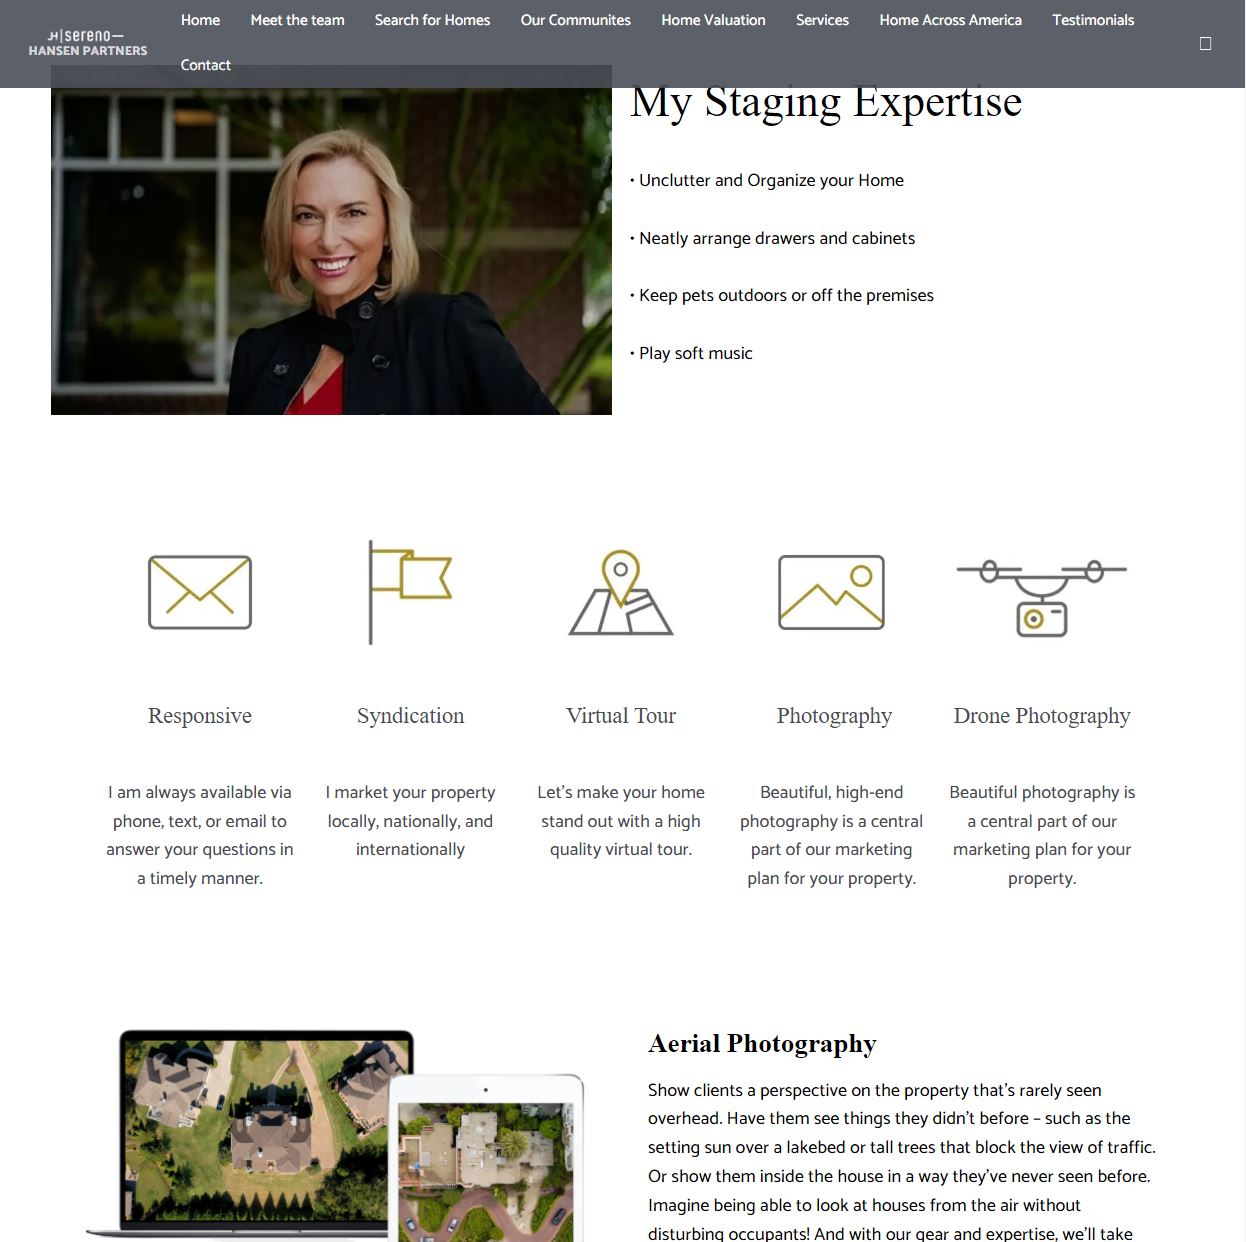 Home Meet the team Search for Homes Our Communites Home Valuation Services Home Across America Testimonials
Contact
sereno
HANSEN PARTNERS
My Staging Expertise
• Unclutter and Organize your Home
• Neatly arrange drawers and cabinets
• Keep pets outdoors or off the premises
• Play soft music
Responsive
I am always available via
phone, text, or email to
answer your questions in
a timely manner.
Syndication
I market your property
locally, nationally, and
internationally
Virtual Tour
Let's make your home
stand out with a high
quality virtual tour.
Photography
Beautiful, high-end
photography is a central
part of our marketing
plan for your property.
Drone Photography
Beautiful photography is
a central part of our
marketing plan for your
property.
Aerial Photography
Show clients a perspective on the property that's rarely seen
overhead. Have them see things they didn't before – such as the
setting sun over a lakebed or tall trees that block the view of traffic.
Or show them inside the house in a way they've never seen before.
Imagine being able to look at houses from the air without
disturbing occupants! And with our gear and expertise, we'll take